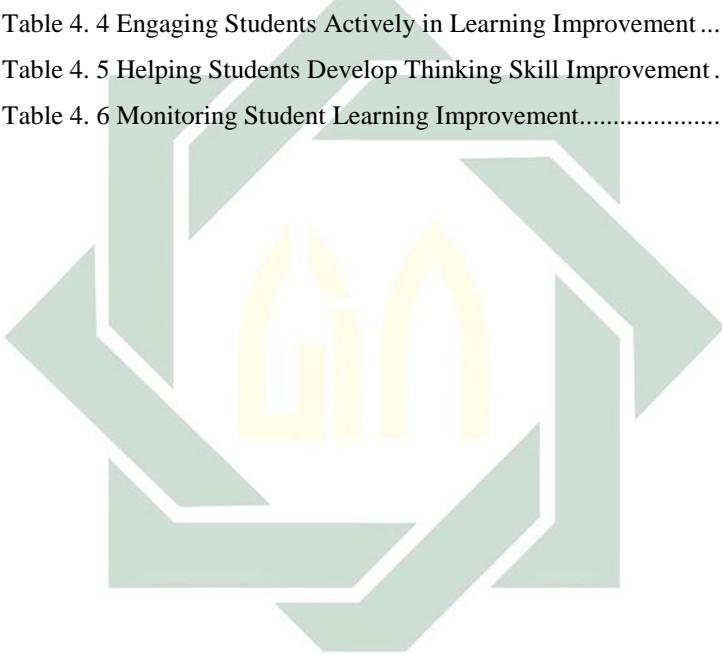 Table 4. 4 Engaging Students Actively in Learning Improvement ...
Table 4. 5 Helping Students Develop Thinking Skill Improvement .
Table 4. 6 Monitoring Student Learning Improvement.....................